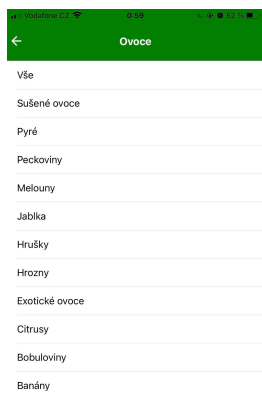 Vodafone CZ 0:59 52 %
Ovoce
Vše
Sušené ovoce
Pyré
Peckoviny
Melouny
Jablka
Hrušky
Hrozny
Exotické ovoce
Citrusy
Bobuloviny
Banány